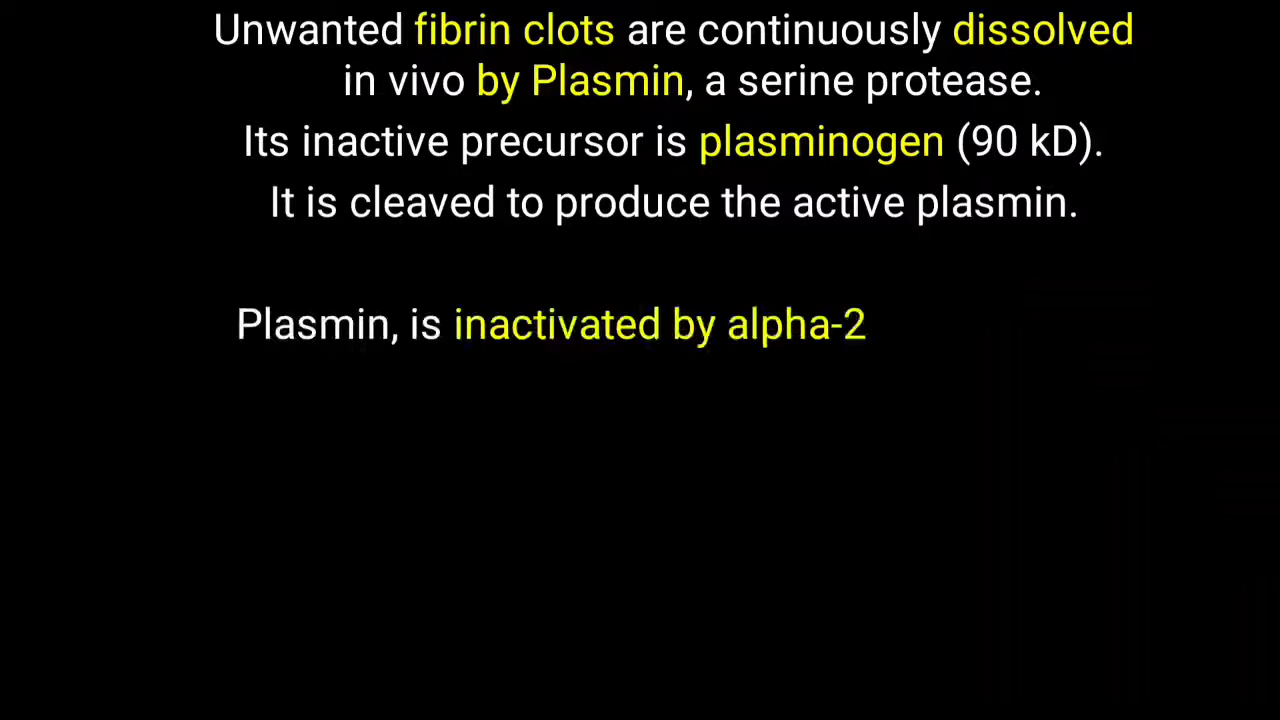 Unwanted fibrin clots are continuously dissolved
in vivo by Plasmin, a serine protease.
Its inactive precursor is plasminogen (90 kD).
It is cleaved to produce the active plasmin.
Plasmin, is inactivated by alpha-2